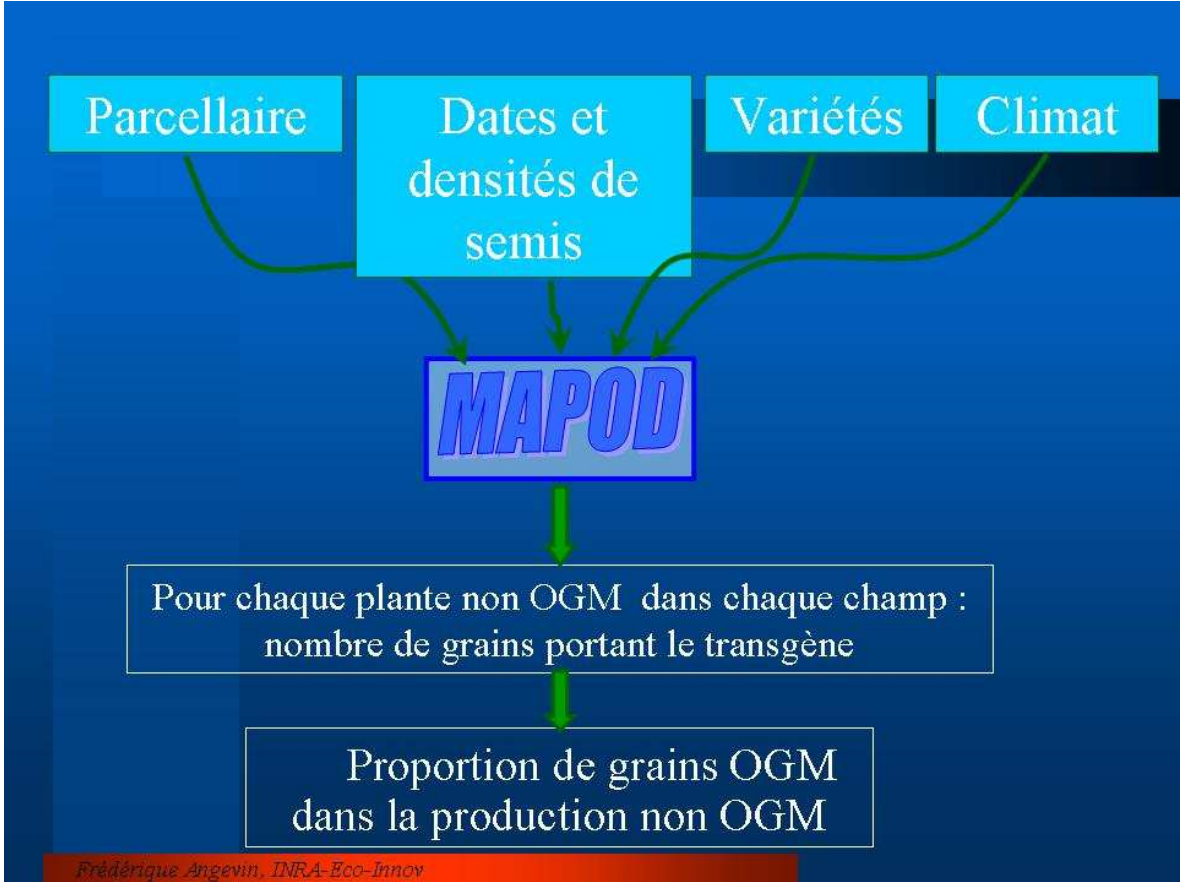 Parcellaire
Dates et
densités de
semis
Variétés
Climat
MAPOD
Pour chaque plante non OGM dans chaque champ :
nombre de grains portant le transgène
Proportion de grains OGM
dans la production non OGM
Frédérique Angevin, INRA-Eco-Innov